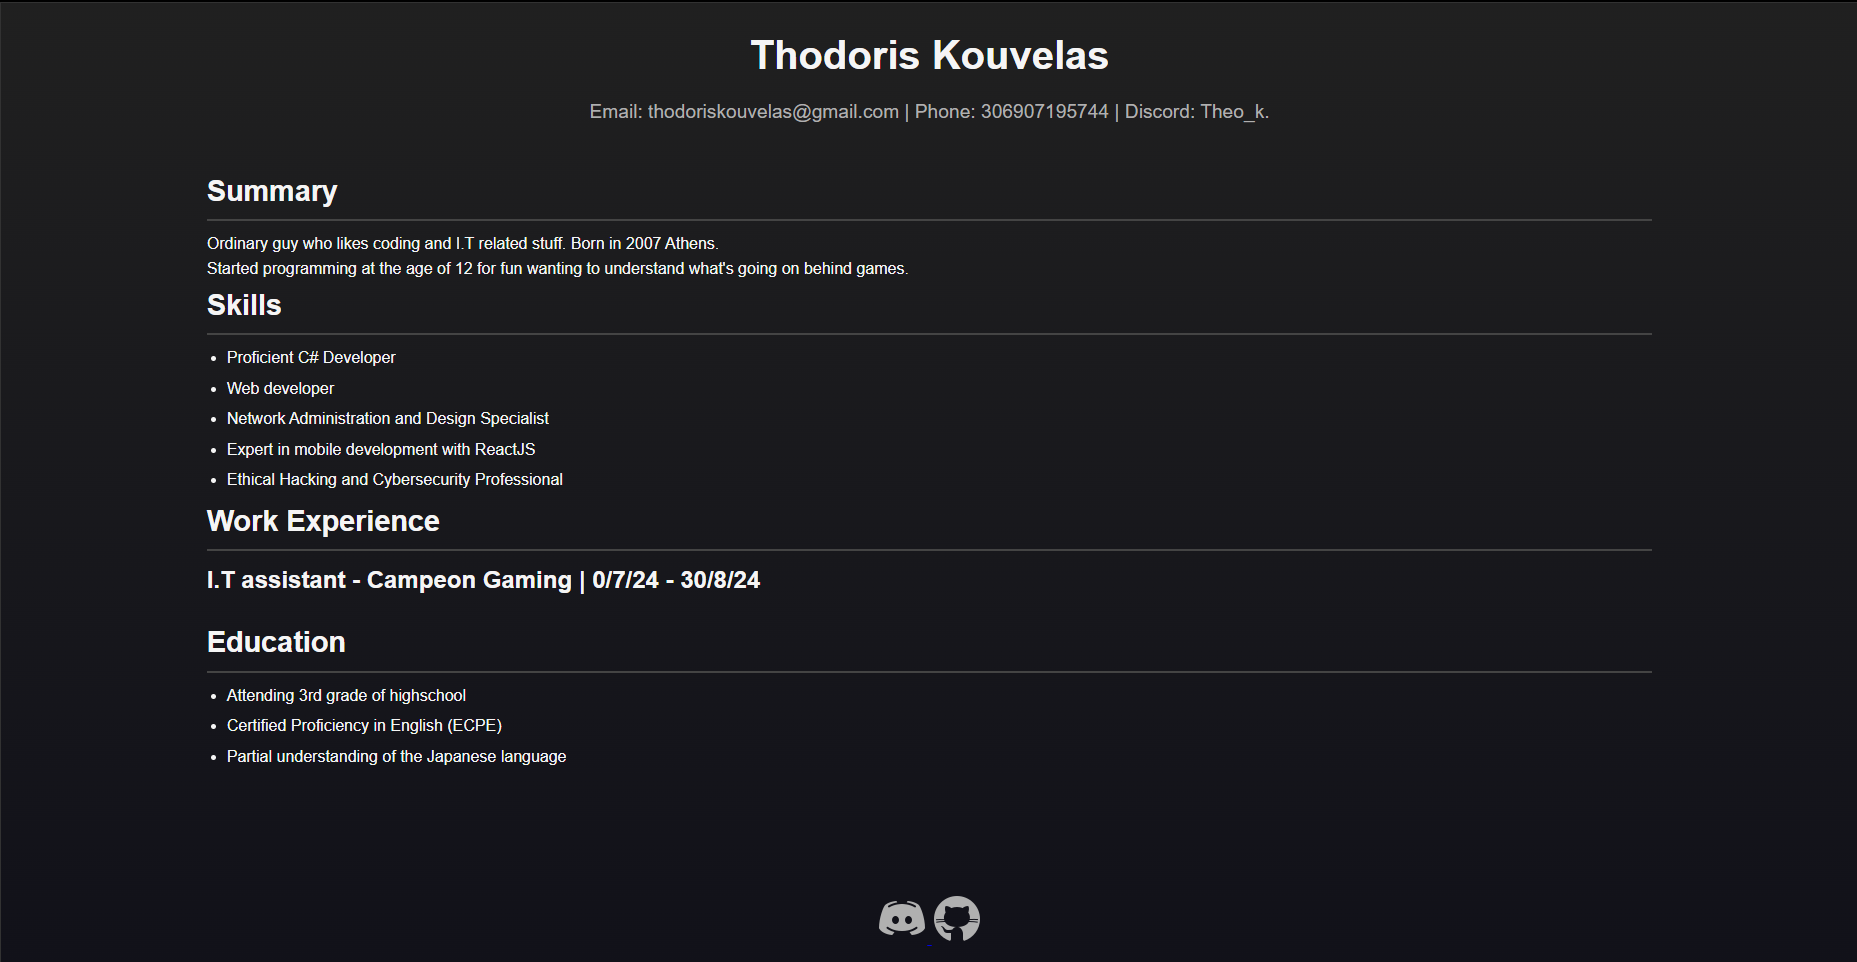 Thodoris Kouvelas
Email: thodoriskouvelas@gmail.com | Phone: 306907195744 | Discord: Theo_k.
Summary
Ordinary guy who likes coding and I.T related stuff. Born in 2007 Athens.
Started programming at the age of 12 for fun wanting to understand what's going on behind games.
Skills
Proficient C# Developer
Web developer
Network Administration and Design Specialist
Expert in mobile development with ReactJS
Ethical Hacking and Cybersecurity Professional
Work Experience
I.T assistant - Campeon Gaming | 0/7/24 - 30/8/24
Education
Attending 3rd grade of highschool
Certified Proficiency in English (ECPE)
Partial understanding of the Japanese language